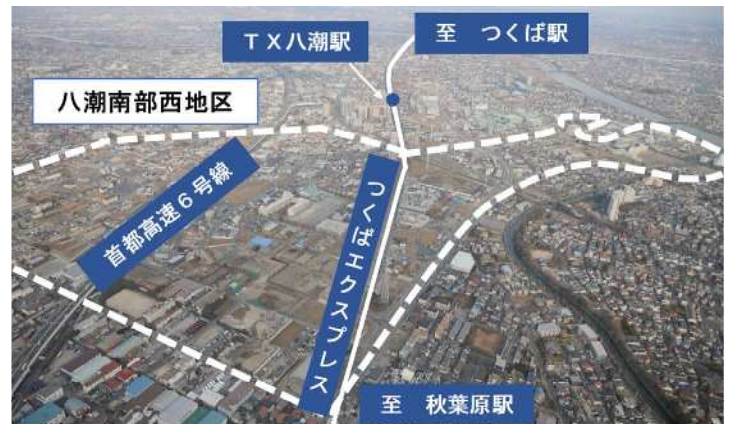 ＴＸ八潮駅
至　つくば駅
八潮南部西地区
首都高速６号線
つくばエクスプレス
至　秋葉原駅